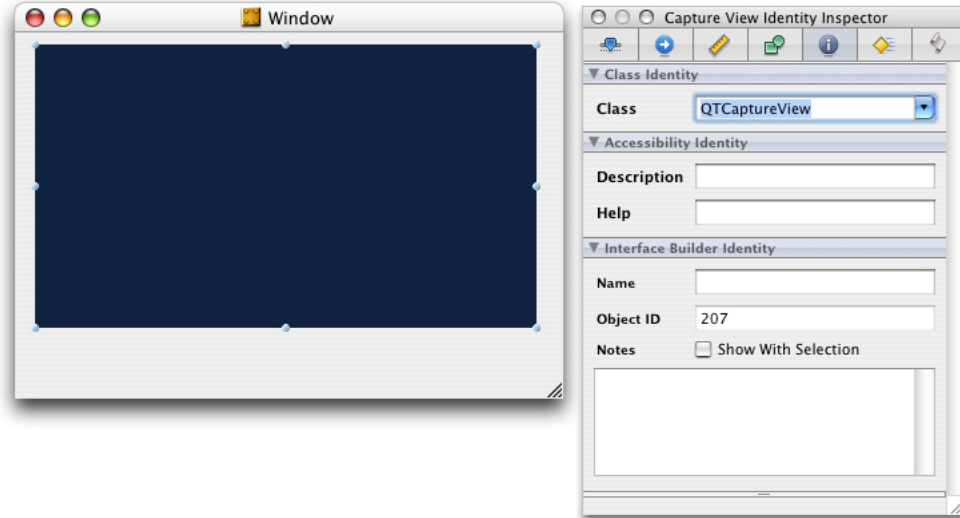 Window
Capture View Identity Inspector
Class Identity
Class QTCaptureView
Accessibility Identity
Description
Help
Interface Builder Identity
Name
Object ID 207
Notes Show With Selection